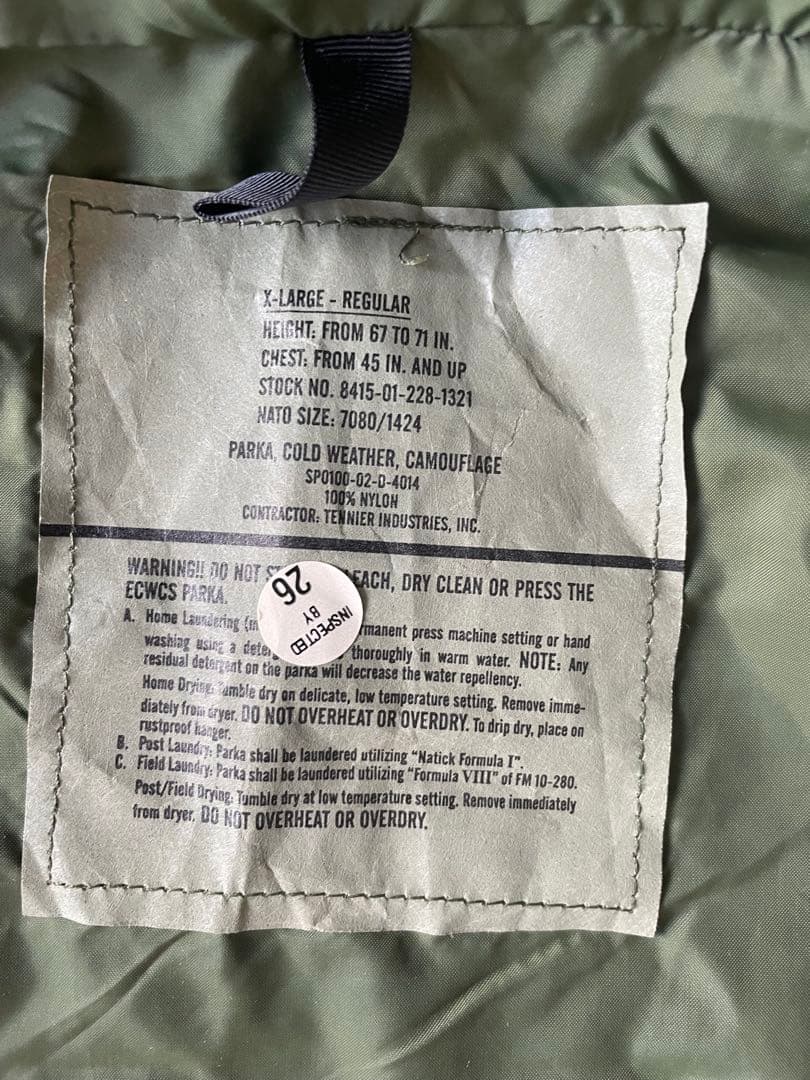 X-LARGE - REGULAR
HEIGHT: FROM 67 TO 71 IN.
CHEST: FROM 45 IN. AND UP
STOCK NO. 8415-01-228-1321
NATO SIZE: 7080/1424
PARKA, COLD WEATHER, CAMOUFLAGE
SPO100-02-D-4014
100% NYLON
CONTRACTOR: TENNIER INDUSTRIES, INC.
WARNING!! DO NOT EACH, DRY CLEAN OR PRESS THE
ECWCS PARKA.
A. Home Laundering rmanent press machine setting or hand
washing using a thoroughly in warm water. NOTE: Any
residual detergent on the parka will decrease the water repellency.
Home Drying: Tumble dry on delicate, low temperature setting. Remove imme-
diately from dryer. DO NOT OVERHEAT OR OVERDRY. To drip dry, place on
rustproof hanger.
B. Post Laundry: Parka shall be laundered utilizing "Natick Formula I".
C. Field Laundry: Parka shall be laundered utilizing "Formula VIII" of FM 10-280.
Post/Field Drying: Tumble dry at low temperature setting. Remove immediately
from dryer. DO NOT OVERHEAT OR OVERDRY.
INSPECTED
BY
26